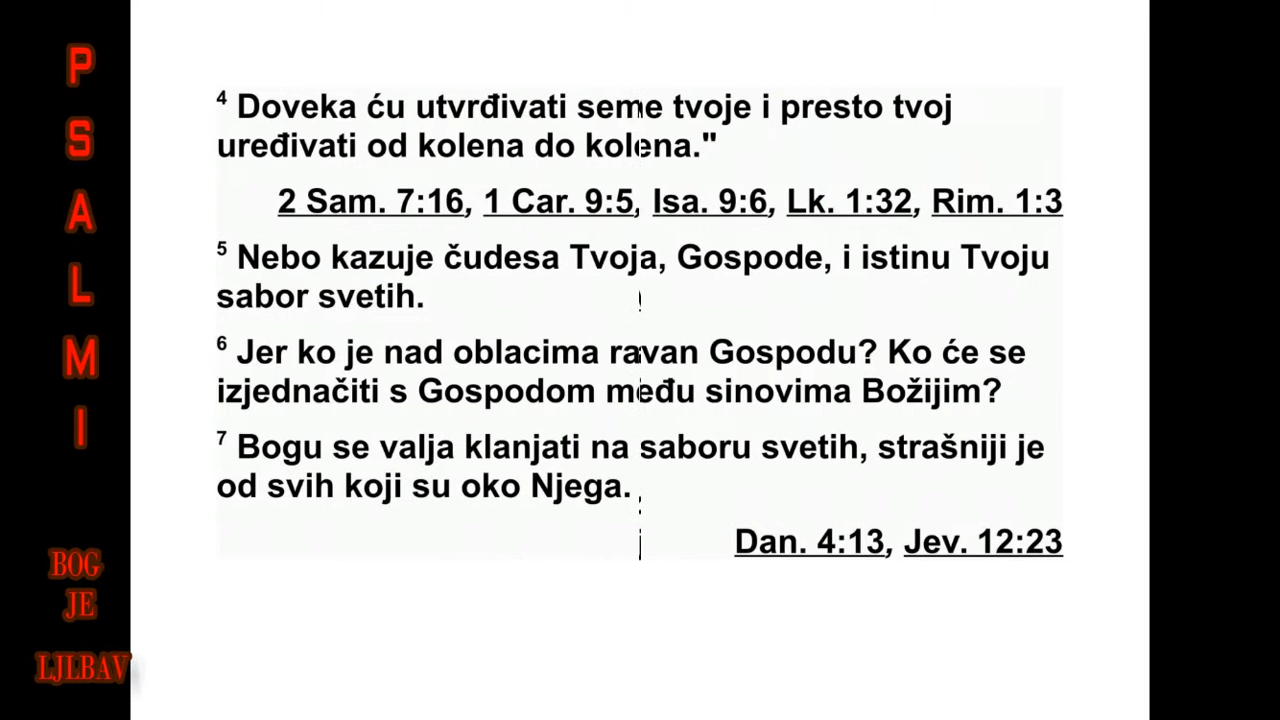 PSALMI
BOG
JE
LJLBAV
4 Doveka ću utvrđivati seme tvoje i presto tvoj
uređivati od kolena do kolena."
2 Sam. 7:16, 1 Car. 9:5, Isa. 9:6, Lk. 1:32, Rim. 1:3
5 Nebo kazuje čudesa Tvoja, Gospode, i istinu Tvoju
sabor svetih.
6 Jer ko je nad oblacima ravan Gospodu? Ko će se
izjednačiti s Gospodom među sinovima Božijim?
7 Bogu se valja klanjati na saboru svetih, strašniji je
od svih koji su oko Njega.
Dan. 4:13, Jev. 12:23